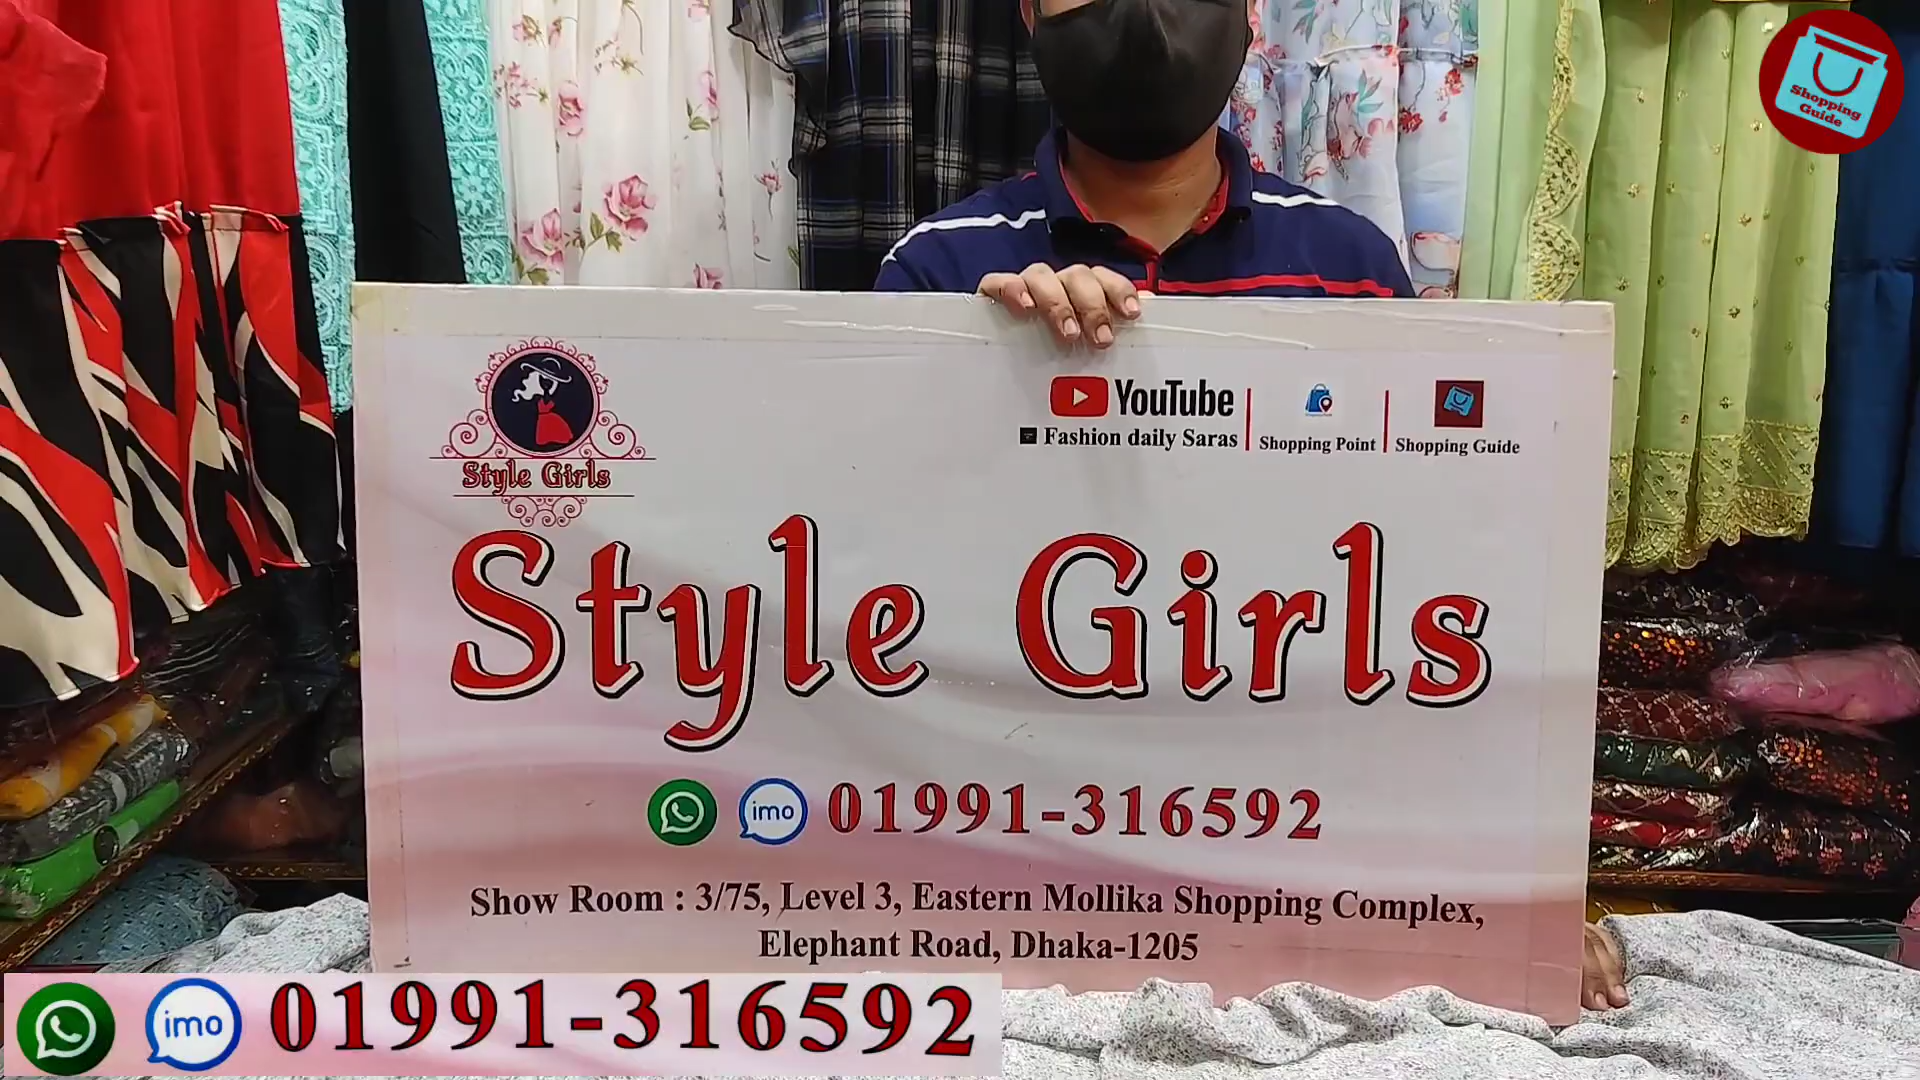 Shopping
Guide
Style Girls
YouTube
Fashion daily Saras
Shopping Point
Shopping Guide
Style Girls
imo 01991-316592
Show Room : 3/75, Level 3, Eastern Mollika Shopping Complex,
Elephant Road, Dhaka-1205
imo 01991-316592